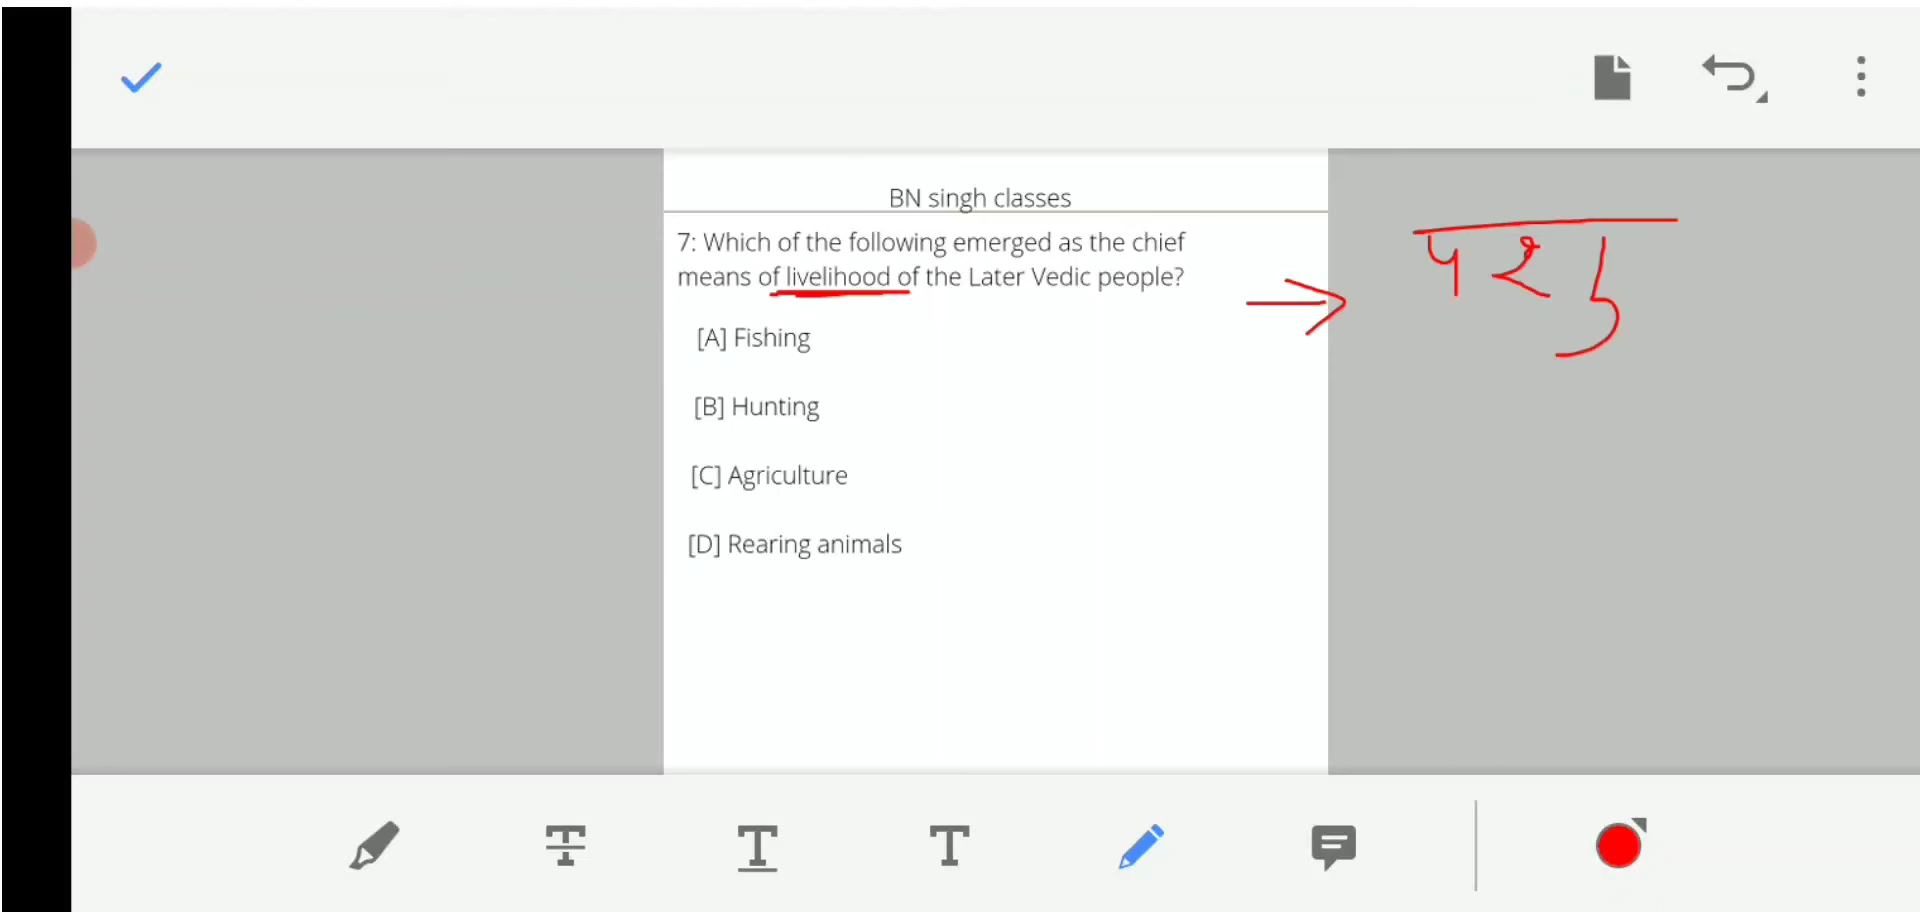 BN singh classes
7: Which of the following emerged as the chief
means of livelihood of the Later Vedic people?
[A] Fishing
[B] Hunting
[C] Agriculture
[D] Rearing animals